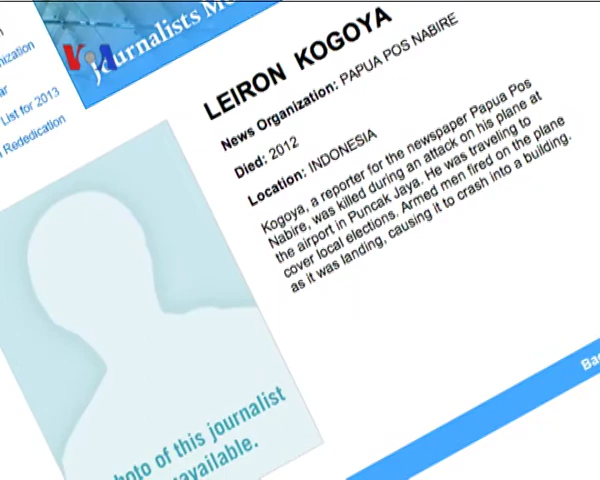 Journalists M
nization
ar
List for 2013
Rededication
LEIRON KOGOYA
News Organization: PAPUA POS NABIRE
Died: 2012
Location: INDONESIA
Kogoya, a reporter for the newspaper Papua Pos
Nabire, was killed during an attack on his plane at
the airport in Puncak Jaya. He was traveling to
cover local elections. Armed men fired on the plane
as it was landing, causing it to crash into a building.
hoto of this journalist
available.
Ba